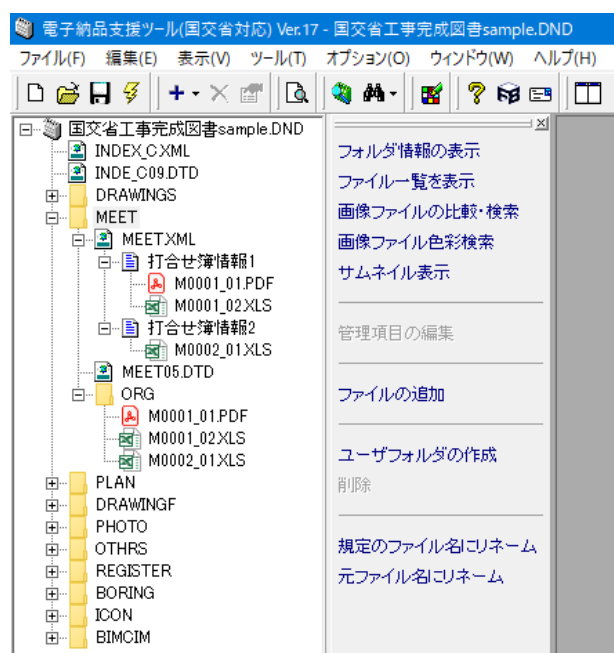 電子納品支援ツール(国交省対応) Ver.17 - 国交省工事完成図書sample.DND
ファイル(F) 編集(E) 表示(V) ツール(T) オプション(O) ウィンドウ(W) ヘルプ(H)
国交省工事完成図書sample.DND
INDEX_C.XML
INDE_C09.DTD
DRAWINGS
MEET
MEET.XML
打合せ簿情報1
M0001_01.PDF
M0001_02.XLS
打合せ簿情報2
M0002_01.XLS
MEET05.DTD
ORG
M0001_01.PDF
M0001_02.XLS
M0002_01.XLS
PLAN
DRAWINGF
PHOTO
OTHRS
REGISTER
BORING
ICON
BIMCIM
フォルダ情報の表示
ファイル一覧を表示
画像ファイルの比較・検索
画像ファイル色彩検索
サムネイル表示
管理項目の編集
ファイルの追加
ユーザフォルダの作成
削除
規定のファイル名にリネーム
元ファイル名にリネーム